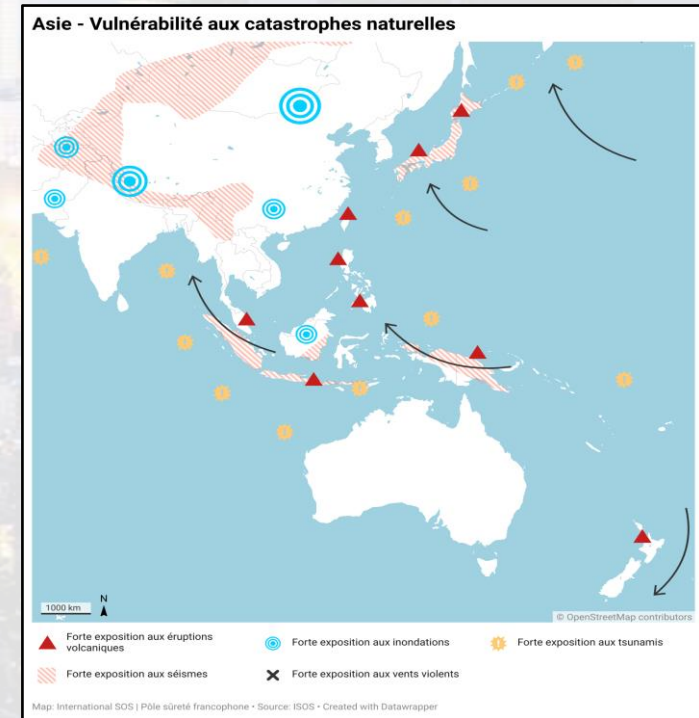 Asie - Vulnérabilité aux catastrophes naturelles
1000 km
N
© OpenStreetMap contributors
Forte exposition aux éruptions
volcaniques
Forte exposition aux inondations
Forte exposition aux tsunamis
Forte exposition aux séismes
Forte exposition aux vents violents
Map: International SOS | Pôle sûreté francophone • Source: ISOS • Created with Datawrapper